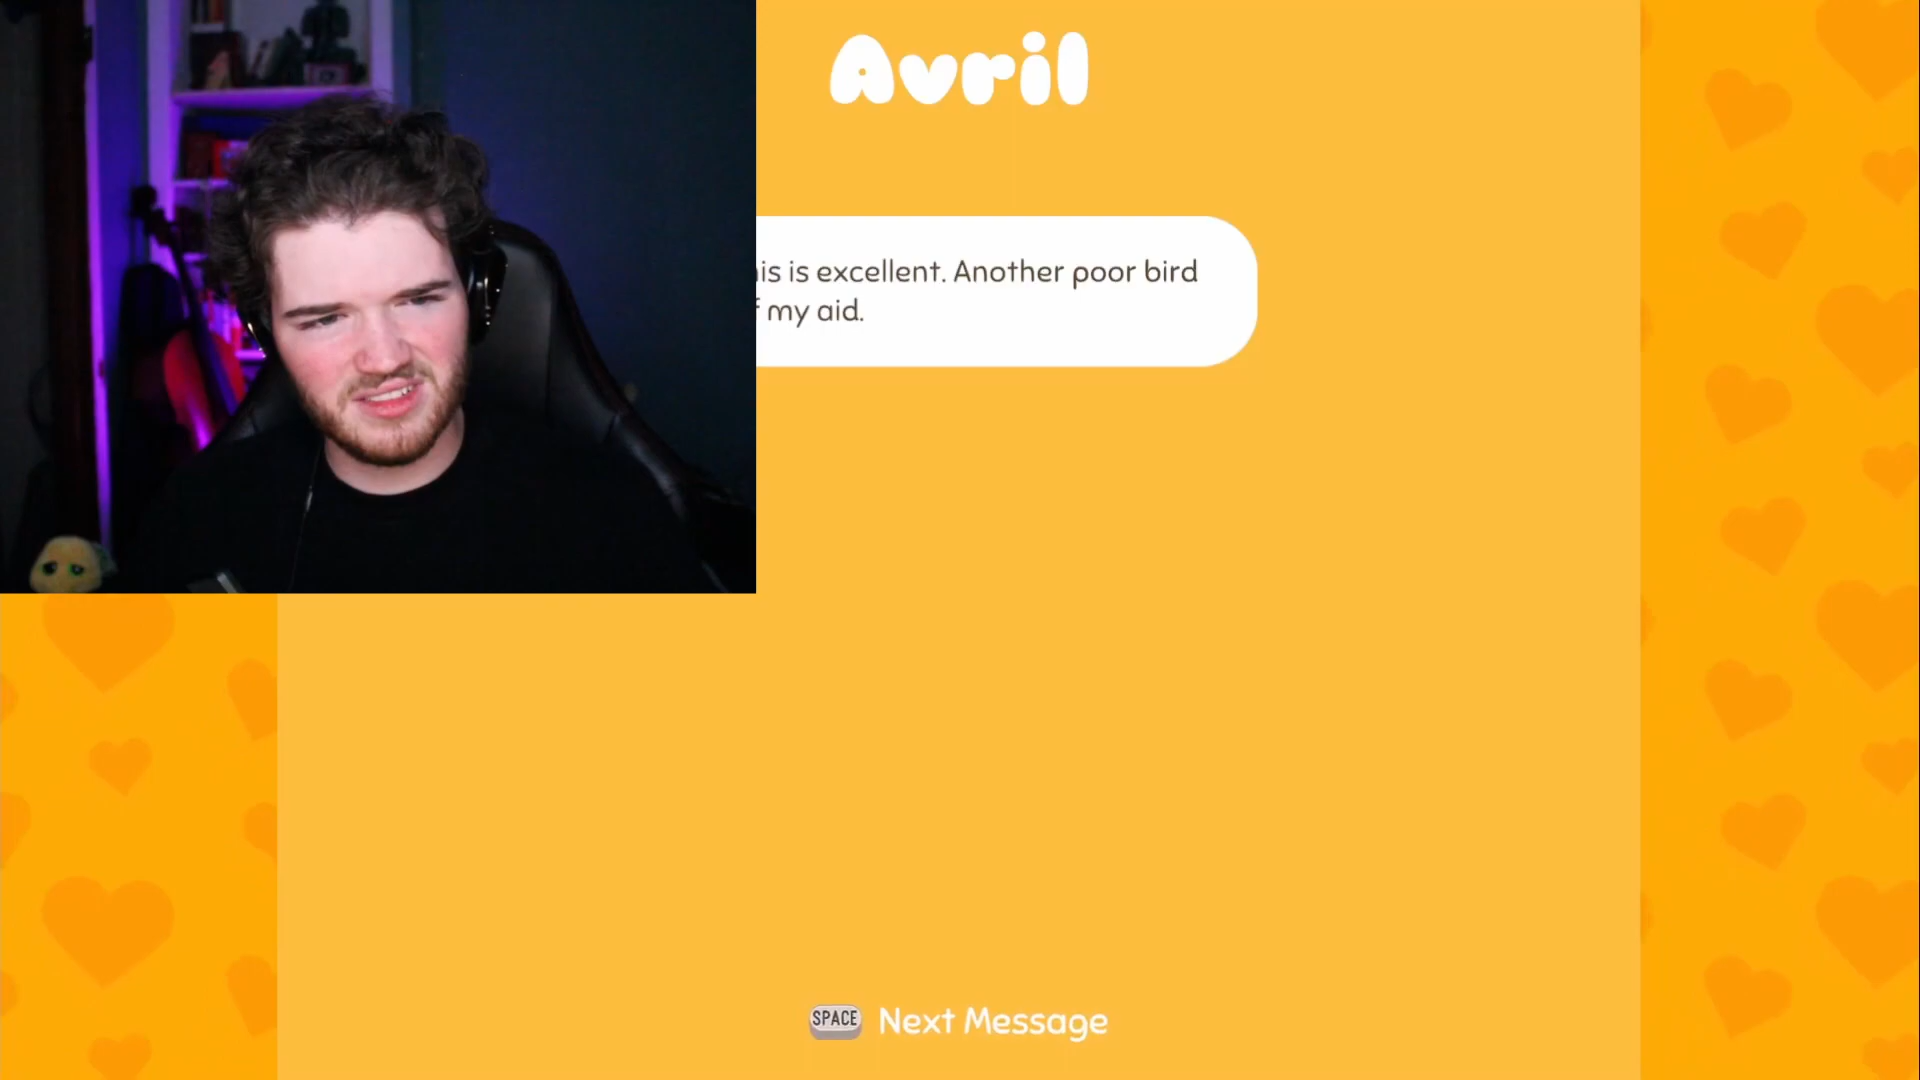 Avril
is is excellent. Another poor bird
my aid.
SPACE Next Message